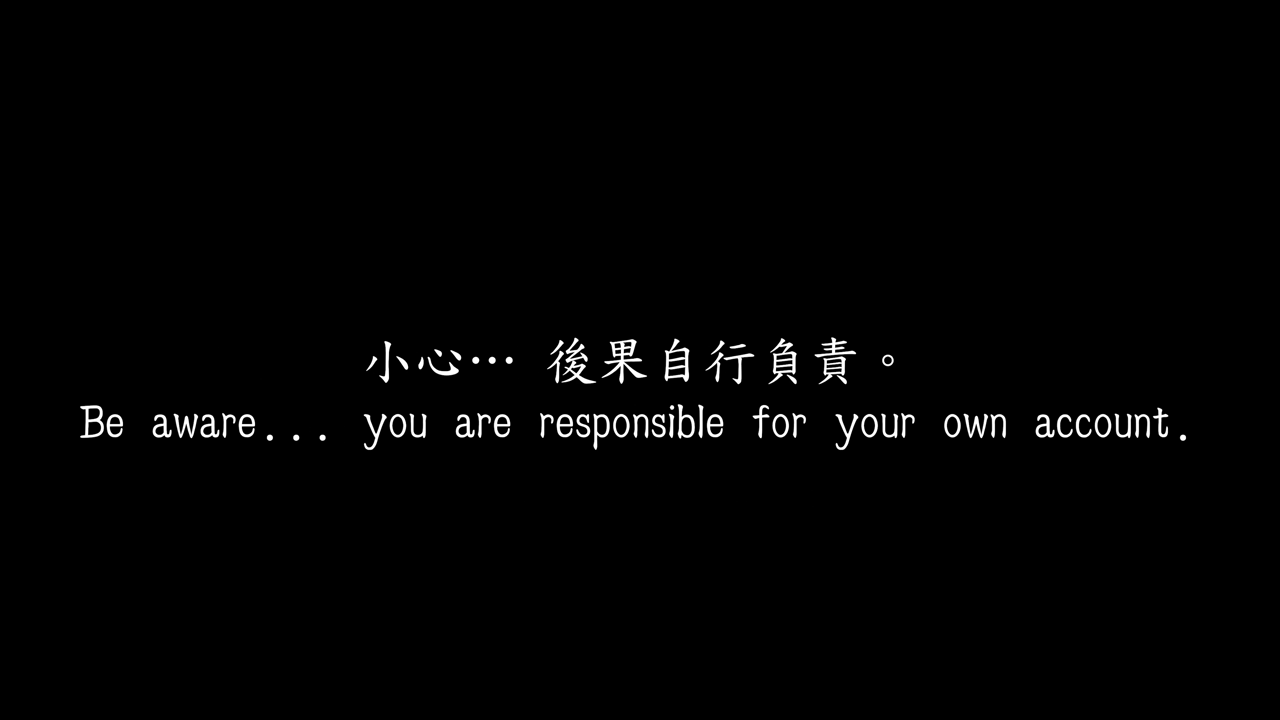 小心… 後果自行負責。
Be aware... you are responsible for your own account.